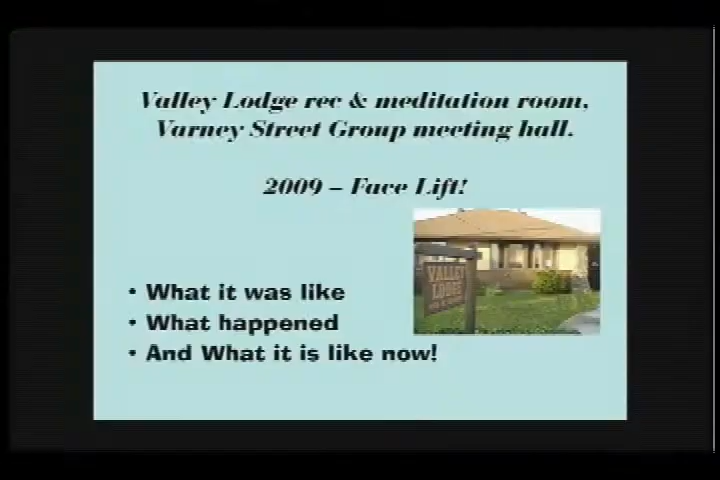 Valley Lodge rec & meditation room,
Varney Street Group meeting hall.
2009 – Face Lift!
VALLEY
LODGE
• What it was like
• What happened
• And What it is like now!